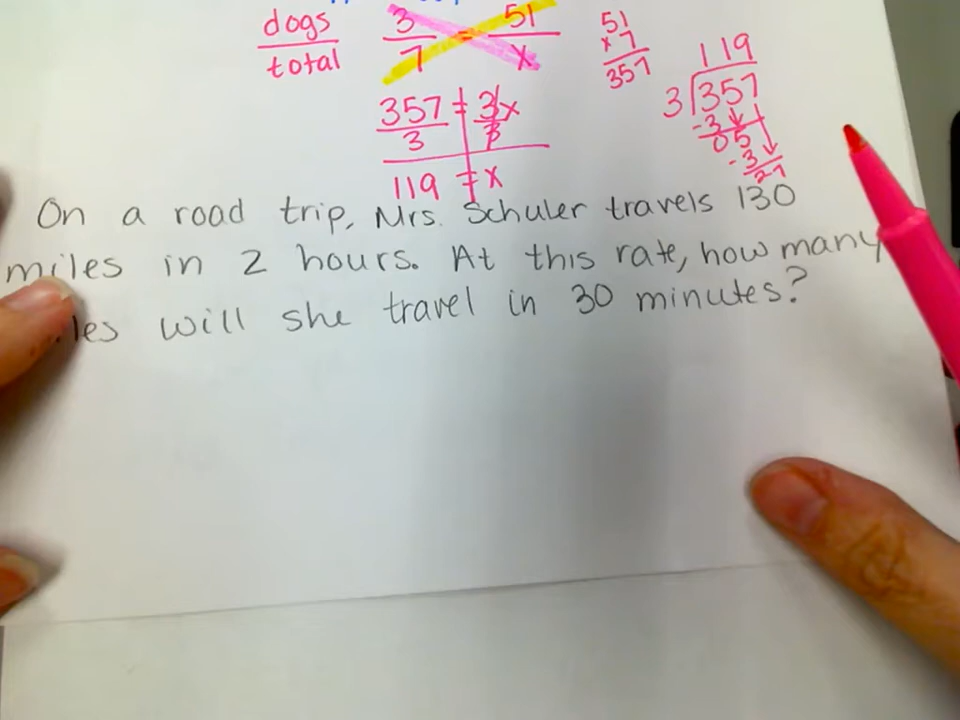 dogs 3 = 51
total 7 x
51
x 7
357
357 = 3x
3 3
119 = x
119
3 357
-3
05
-3
27
On a road trip, Mrs. Schuler travels 130
miles in 2 hours. At this rate, how many
will she travel in 30 minutes?